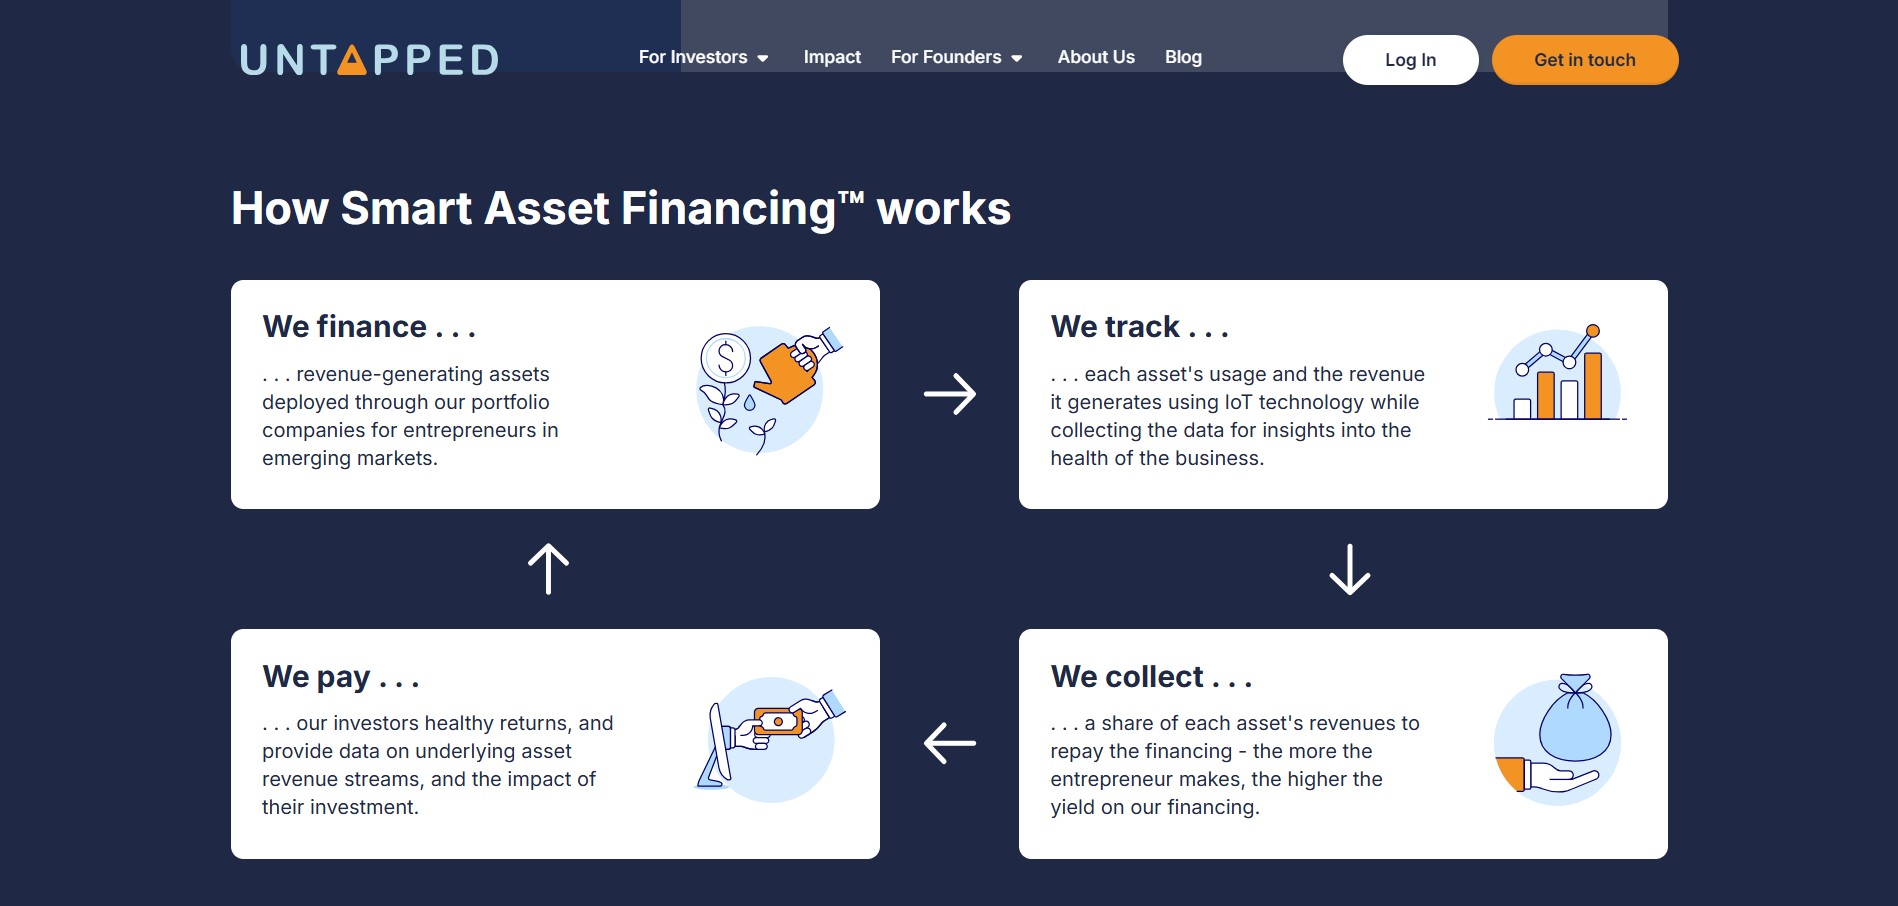 UNTAPPED
For Investors
Impact
For Founders
About Us
Blog
Log In
Get in touch
How Smart Asset Financing™ works
We finance . . .
. . . revenue-generating assets
deployed through our portfolio
companies for entrepreneurs in
emerging markets.
$
We track . . .
. . . each asset's usage and the revenue
it generates using IoT technology while
collecting the data for insights into the
health of the business.
We pay . . .
. . . our investors healthy returns, and
provide data on underlying asset
revenue streams, and the impact of
their investment.
We collect . . .
. . . a share of each asset's revenues to
repay the financing - the more the
entrepreneur makes, the higher the
yield on our financing.